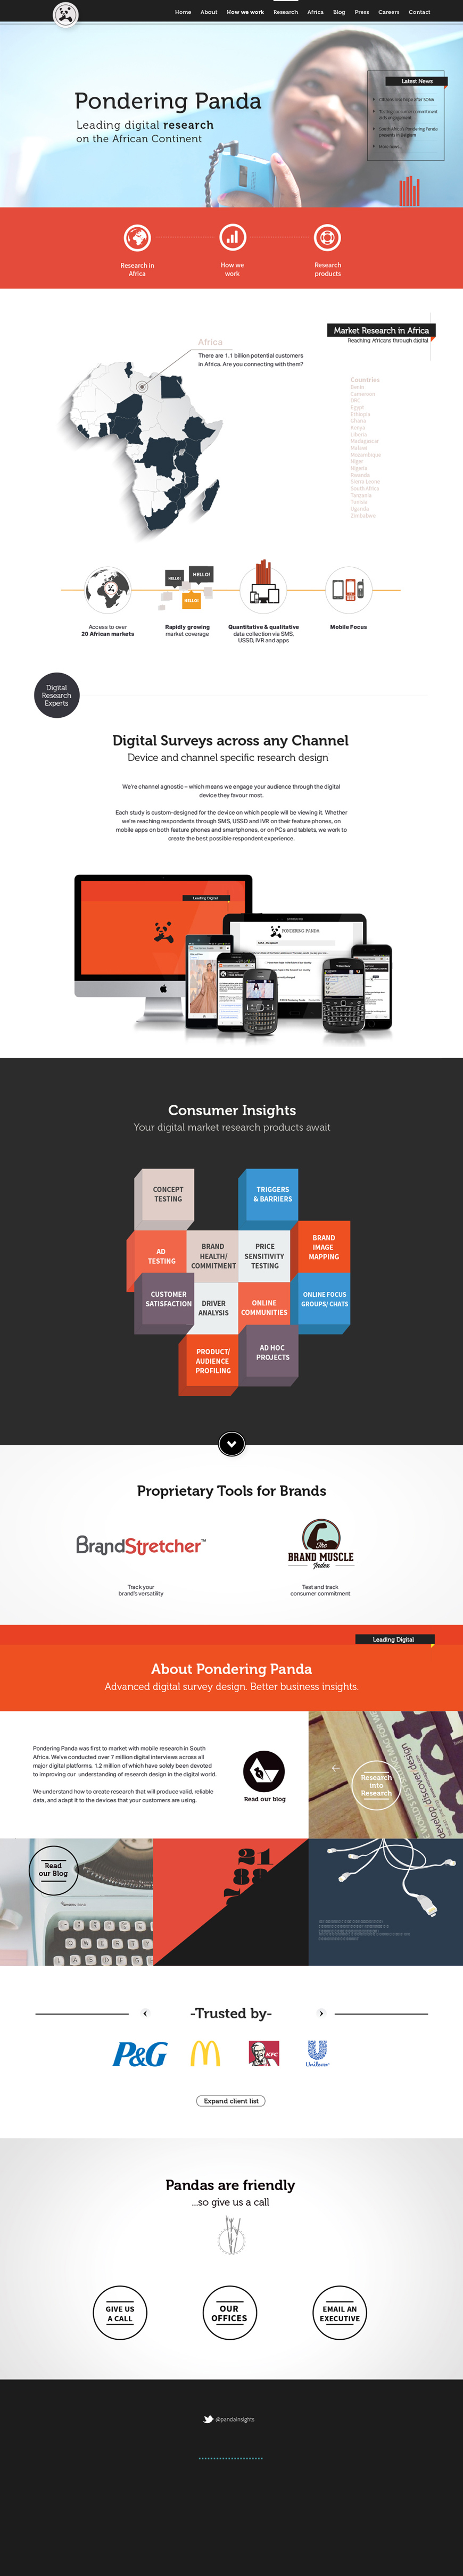 Home About How we work Research Africa Blog Press Careers Contact
Pondering Panda
Leading digital research
on the African Continent
Latest News
More news...
Research in
Africa
How we
work
Research
products
Market Research in Africa
Reaching Africans through digital
Africa
There are 1.1 billion potential customers
in Africa. Are you connecting with them?
Countries
Benin
Cameroon
DRC
Egypt
Ethiopia
Ghana
Kenya
Liberia
Madagascar
Malawi
Mozambique
Niger
Nigeria
Rwanda
Sierra Leone
South Africa
Tanzania
Tunisia
Uganda
Zimbabwe
HELLO!
HELLO!
HELLO!
Access to over
20 African markets
Rapidly growing
market coverage
Quantitative & qualitative
data collection via SMS,
USSD, IVR and apps
Mobile Focus
Digital
Research
Experts
Digital Surveys across any Channel
Device and channel specific research design
We're channel agnostic – which means we engage your audience through the digital
device they favour most.
Each study is custom-designed for the device on which people will be viewing it. Whether
we're reaching respondents through SMS, USSD and IVR on their feature phones, on
mobile apps on both feature phones and smartphones, or on PCs and tablets, we work to
create the best possible respondent experience.
Leading Digital
PONDERING PANDA
Consumer Insights
Your digital market research products await
CONCEPT
TESTING
TRIGGERS
& BARRIERS
AD
TESTING
BRAND
HEALTH/
COMMITMENT
PRICE
SENSITIVITY
TESTING
BRAND
IMAGE
MAPPING
CUSTOMER
SATISFACTION
DRIVER
ANALYSIS
ONLINE
COMMUNITIES
ONLINE FOCUS
GROUPS/ CHATS
PRODUCT/
AUDIENCE
PROFILING
AD HOC
PROJECTS
Proprietary Tools for Brands
BrandStretcher™
The
BRAND MUSCLE
Index
Track your
brand's versatility
Test and track
consumer commitment
Leading Digital
About Pondering Panda
Advanced digital survey design. Better business insights.
Pondering Panda was first to market with mobile research in South
Africa. We've conducted over 7 million digital interviews across all
major digital platforms, 1.2 million of which have solely been devoted
to improving our understanding of research design in the digital world.
We understand how to create research that will produce valid, reliable
data, and adapt it to the devices that your customers are using.
Read our blog
Research
into
Research
develop discover design
Read
our Blog
-Trusted by-
P&G
KFC
Unilever
Expand client list
Pandas are friendly
...so give us a call
GIVE US
A CALL
OUR
OFFICES
EMAIL AN
EXECUTIVE
@pandainsights